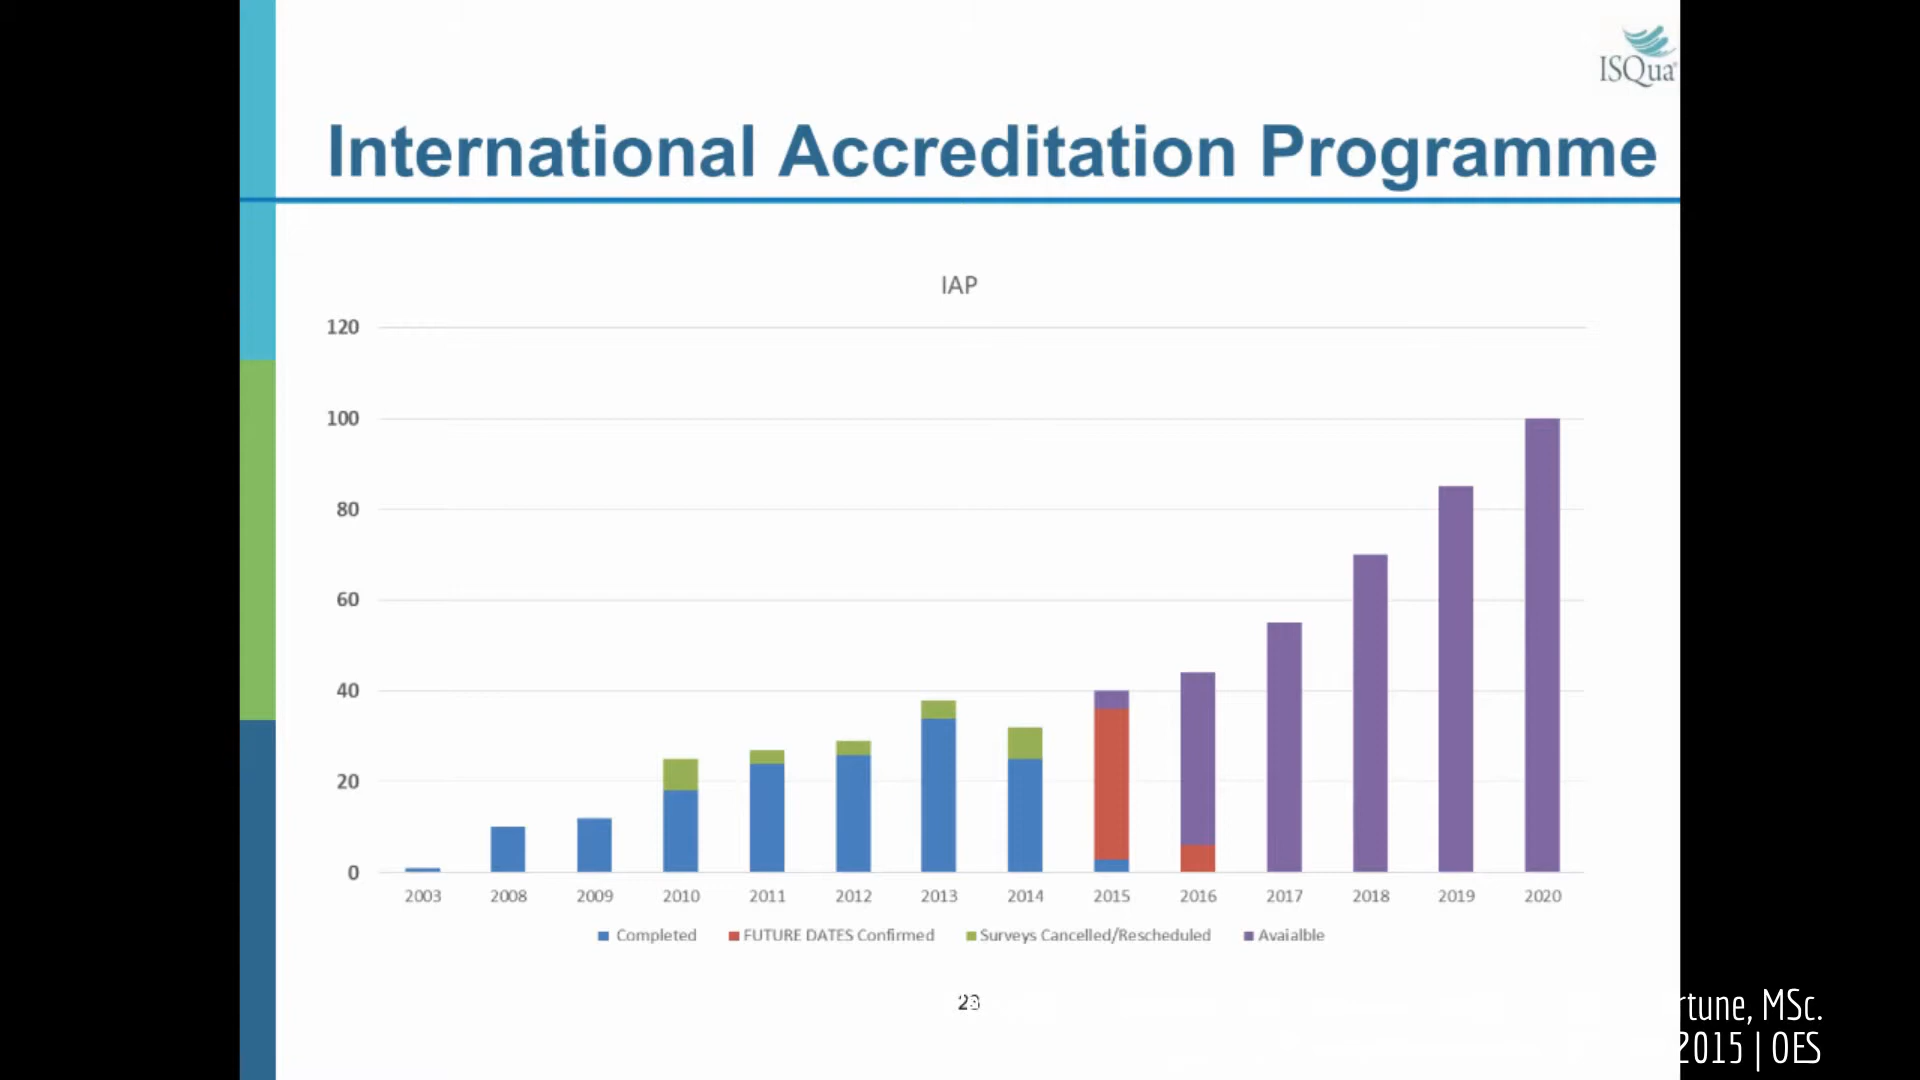 ISQua
International Accreditation Programme
IAP
120
100
80
60
40
20
0
2003 2008 2009 2010 2011 2012 2013 2014 2015 2016 2017 2018 2019 2020
Completed FUTURE DATES Confirmed Surveys Cancelled/Rescheduled Avaialble
rtune, MSc.
2015 | OES